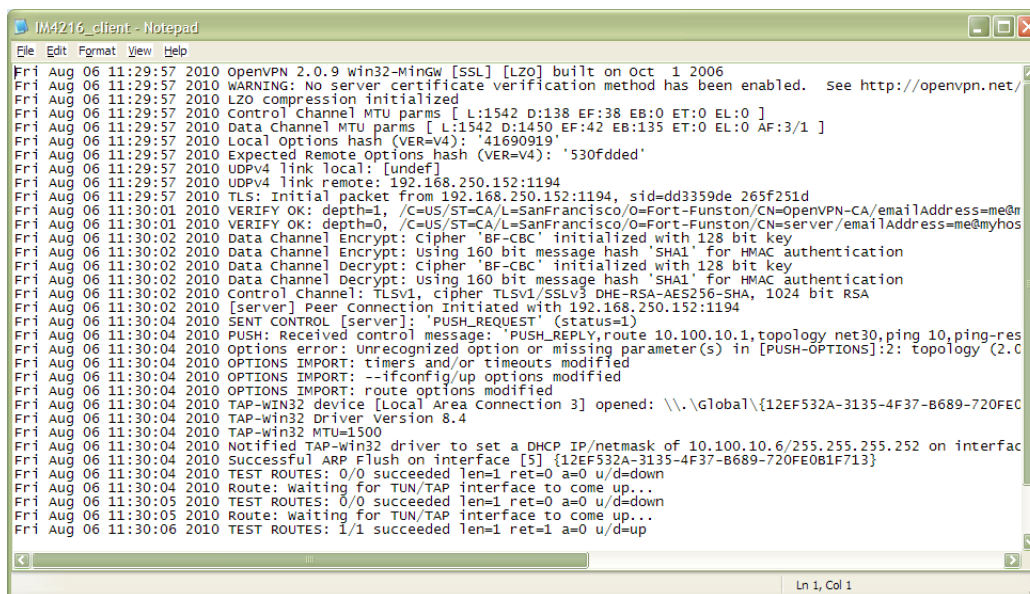 IM4216_client - Notepad
File Edit Format View Help
Fri Aug 06 11:29:57 2010 OpenVPN 2.0.9 Win32-MinGW [SSL] [LZO] built on Oct 1 2006
Fri Aug 06 11:29:57 2010 WARNING: No server certificate verification method has been enabled. See http://openvpn.net/
Fri Aug 06 11:29:57 2010 LZO compression initialized
Fri Aug 06 11:29:57 2010 Control Channel MTU parms [ L:1542 D:138 EF:38 EB:0 ET:0 EL:0 ]
Fri Aug 06 11:29:57 2010 Data Channel MTU parms [ L:1542 D:1450 EF:42 EB:135 ET:0 EL:0 AF:3/1 ]
Fri Aug 06 11:29:57 2010 Local Options hash (VER=V4): '41690919'
Fri Aug 06 11:29:57 2010 Expected Remote Options hash (VER=V4): '530fdded'
Fri Aug 06 11:29:57 2010 UDPv4 link local: [undef]
Fri Aug 06 11:29:57 2010 UDPv4 link remote: 192.168.250.152:1194
Fri Aug 06 11:29:57 2010 TLS: Initial packet from 192.168.250.152:1194, sid=dd3359de 265f251d
Fri Aug 06 11:30:01 2010 VERIFY OK: depth=1, /C=US/ST=CA/L=SanFrancisco/O=Fort-Funston/CN=OpenVPN-CA/emailAddress=me@m
Fri Aug 06 11:30:01 2010 VERIFY OK: depth=0, /C=US/ST=CA/L=SanFrancisco/O=Fort-Funston/CN=server/emailAddress=me@myhos
Fri Aug 06 11:30:02 2010 Data Channel Encrypt: Cipher 'BF-CBC' initialized with 128 bit key
Fri Aug 06 11:30:02 2010 Data Channel Encrypt: Using 160 bit message hash 'SHA1' for HMAC authentication
Fri Aug 06 11:30:02 2010 Data Channel Decrypt: Cipher 'BF-CBC' initialized with 128 bit key
Fri Aug 06 11:30:02 2010 Data Channel Decrypt: Using 160 bit message hash 'SHA1' for HMAC authentication
Fri Aug 06 11:30:02 2010 Control Channel: TLSv1, cipher TLSv1/SSLv3 DHE-RSA-AES256-SHA, 1024 bit RSA
Fri Aug 06 11:30:02 2010 [server] Peer Connection Initiated with 192.168.250.152:1194
Fri Aug 06 11:30:04 2010 SENT CONTROL [server]: 'PUSH_REQUEST' (status=1)
Fri Aug 06 11:30:04 2010 PUSH: Received control message: 'PUSH_REPLY,route 10.100.10.1,topology net30,ping 10,ping-res
Fri Aug 06 11:30:04 2010 Options error: Unrecognized option or missing parameter(s) in [PUSH-OPTIONS]:2: topology (2.0
Fri Aug 06 11:30:04 2010 OPTIONS IMPORT: timers and/or timeouts modified
Fri Aug 06 11:30:04 2010 OPTIONS IMPORT: --ifconfig/up options modified
Fri Aug 06 11:30:04 2010 OPTIONS IMPORT: route options modified
Fri Aug 06 11:30:04 2010 TAP-WIN32 device [Local Area Connection 3] opened: \\.\Global\{12EF532A-3135-4F37-B689-720FE0
Fri Aug 06 11:30:04 2010 TAP-Win32 Driver Version 8.4
Fri Aug 06 11:30:04 2010 TAP-Win32 MTU=1500
Fri Aug 06 11:30:04 2010 Notified TAP-Win32 driver to set a DHCP IP/netmask of 10.100.10.6/255.255.255.252 on interfac
Fri Aug 06 11:30:04 2010 Successful ARP Flush on interface [5] {12EF532A-3135-4F37-B689-720FE0B1F713}
Fri Aug 06 11:30:04 2010 TEST ROUTES: 0/0 succeeded len=1 ret=0 a=0 u/d=down
Fri Aug 06 11:30:04 2010 Route: Waiting for TUN/TAP interface to come up...
Fri Aug 06 11:30:05 2010 TEST ROUTES: 0/0 succeeded len=1 ret=0 a=0 u/d=down
Fri Aug 06 11:30:05 2010 Route: Waiting for TUN/TAP interface to come up...
Fri Aug 06 11:30:06 2010 TEST ROUTES: 1/1 succeeded len=1 ret=1 a=0 u/d=up
Ln 1, Col 1